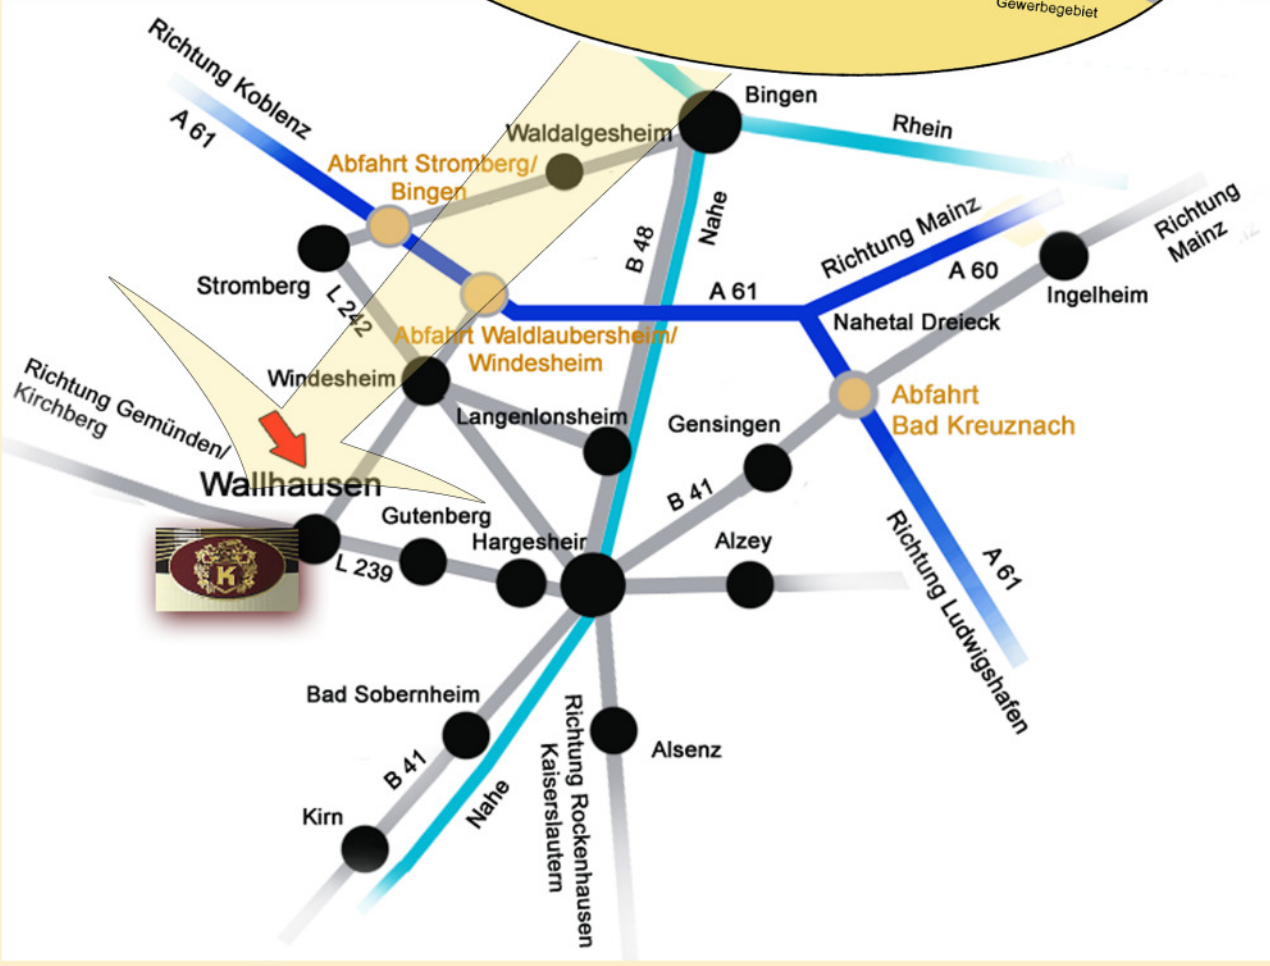 Gewerbegebiet
Richtung Koblenz
A 61
Bingen
Rhein
Waldalgesheim
Abfahrt Stromberg/
Bingen
Stromberg
L 242
B 48
Nahe
A 61
Richtung Mainz
A 60
Richtung
Mainz
Ingelheim
Nahetal Dreieck
Abfahrt Waldlaubersheim/
Windesheim
Windesheim
Abfahrt
Bad Kreuznach
Langenlonsheim
Gensingen
Richtung Gemünden/
Kirchberg
Wallhausen
B 41
Gutenberg
Hargesheir
Alzey
L 239
K
A 61
Richtung Ludwigshafen
Bad Sobernheim
B 41
Nahe
Kirn
Richtung Rockenhausen
Kaiserslautern
Alsenz